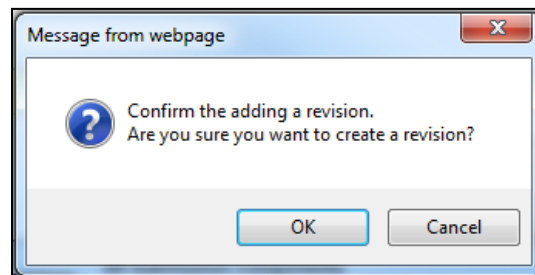 Message from webpage
Confirm the adding a revision.
Are you sure you want to create a revision?
OK
Cancel